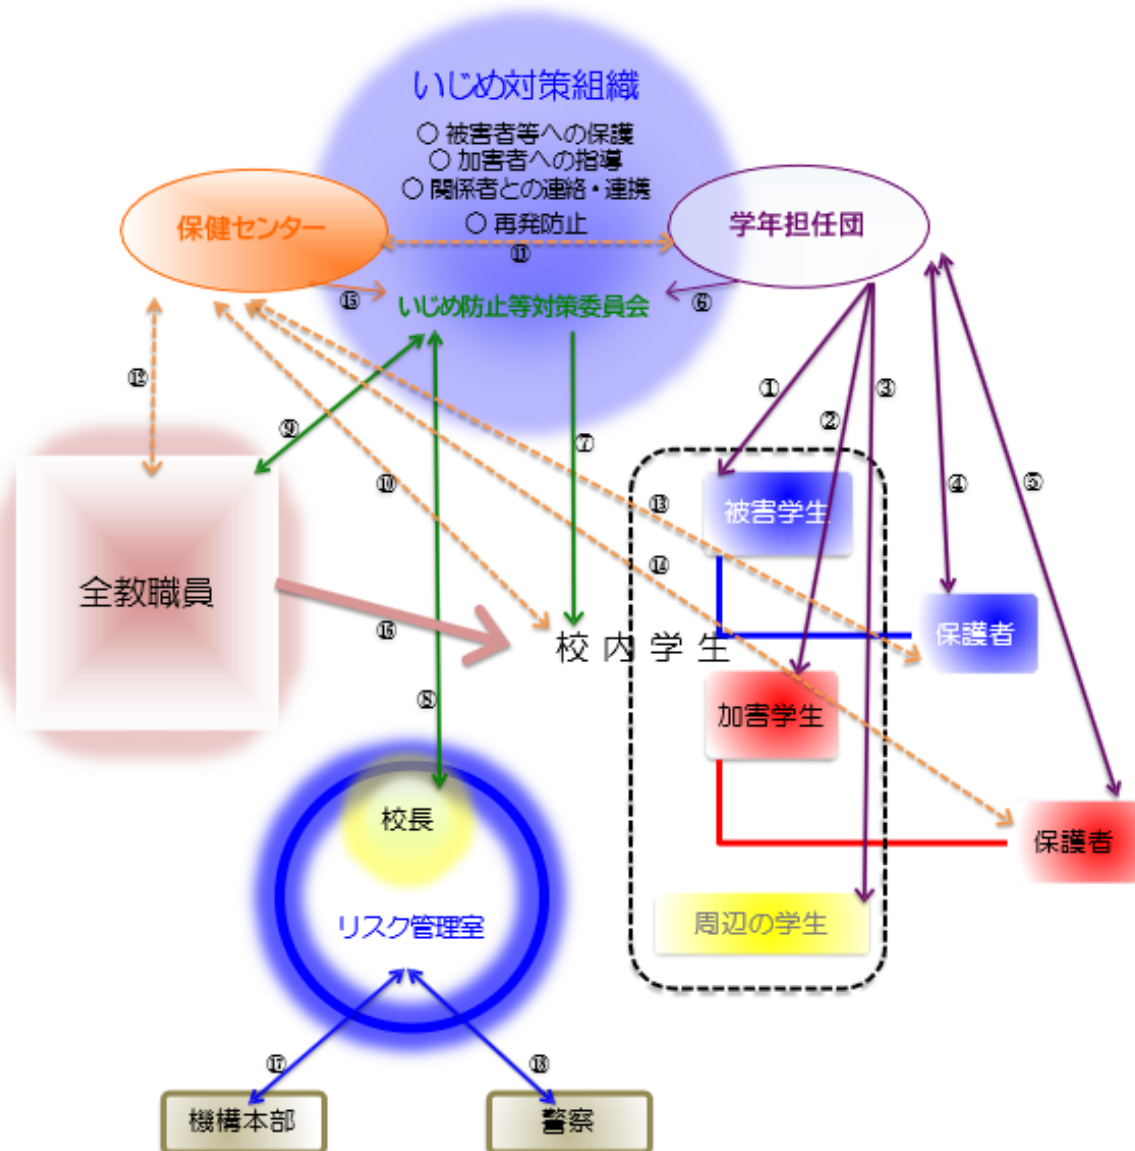 いじめ対策組織
○ 被害者等への保護
○ 加害者への指導
○ 関係者との連絡・連携
○ 再発防止
保健センター
学年担任団
⑪
⑮
いじめ防止等対策委員会
⑥
⑫
⑨
⑦
①
②
③
⑩
④
⑤
⑬
被害学生
⑭
全教職員
⑯
校内学生
保護者
加害学生
⑧
校長
保護者
リスク管理室
周辺の学生
⑰
⑱
機構本部
警察